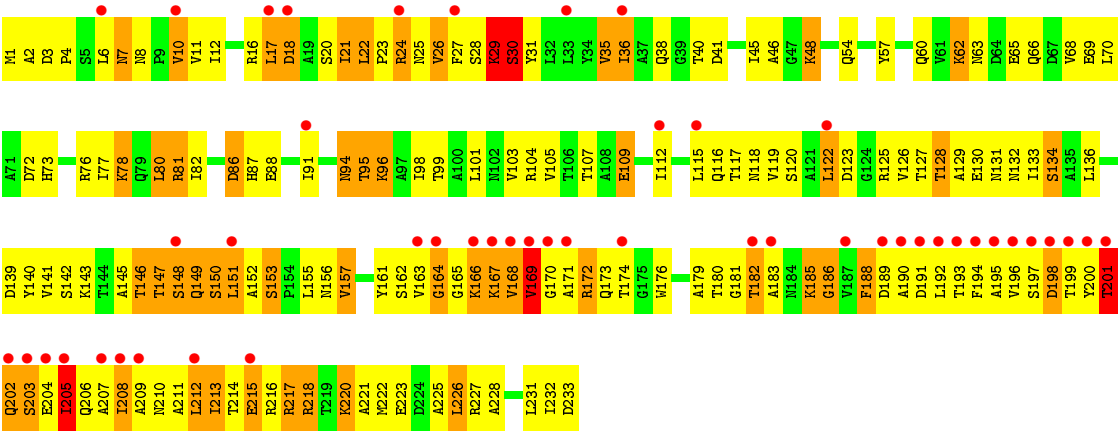 M1 A2 D3 P4 S5 L6 N7 N8 P9 V10 V11 I12 R16 L17 D18 A19 S20 I21 L22 P23 R24 N25 V26 F27 S28 K29 S30 Y31 L32 L33 Y34 V35 I36 A37 Q38 G39 T40 D41 I45 A46 G47 K48 Q54 Y57 Q60 V61 K62 N63 D64 E65 Q66 D67 V68 E69 L70
A71 D72 H73 R76 I77 K78 Q79 L80 R81 I82 D86 H87 E88 I91 N94 T95 K96 A97 I98 T99 A100 L101 N102 V103 R104 V105 T106 T107 A108 E109 I112 L115 Q116 T117 N118 V119 S120 A121 L122 D123 G124 R125 V126 T127 T128 A129 E130 N131 N132 I133 S134 A135 L136
D139 Y140 V141 S142 K143 T144 A145 T146 T147 S148 Q149 S150 L151 A152 S153 P154 L155 N156 V157 Y161 S162 V163 G164 G165 K166 K167 V168 V169 G170 A171 R172 Q173 T174 G175 W176 A179 T180 G181 T182 A183 N184 K185 G186 V187 F188 D189 A190 D191 L192 T193 F194 A195 V196 S197 D198 T199 Y200 T201
Q202 S203 E204 I205 Q206 A207 I208 A209 N210 A211 L212 I213 T214 E215 R216 R217 R218 T219 K220 A221 M222 E223 D224 A225 L226 R227 A228 L231 I232 D233